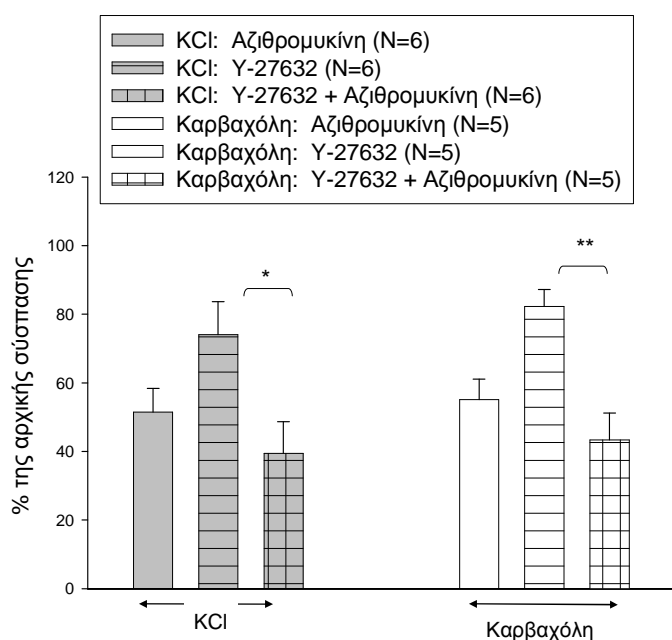 KCl: Αζιθρομυκίνη (N=6)
KCl: Y-27632 (N=6)
KCl: Y-27632 + Αζιθρομυκίνη (N=6)
Καρβαχόλη: Αζιθρομυκίνη (N=5)
Καρβαχόλη: Y-27632 (N=5)
Καρβαχόλη: Y-27632 + Αζιθρομυκίνη (N=5)
% της αρχικής σύσπασης
120
100
80
60
40
20
0
*
**
KCl
Καρβαχόλη